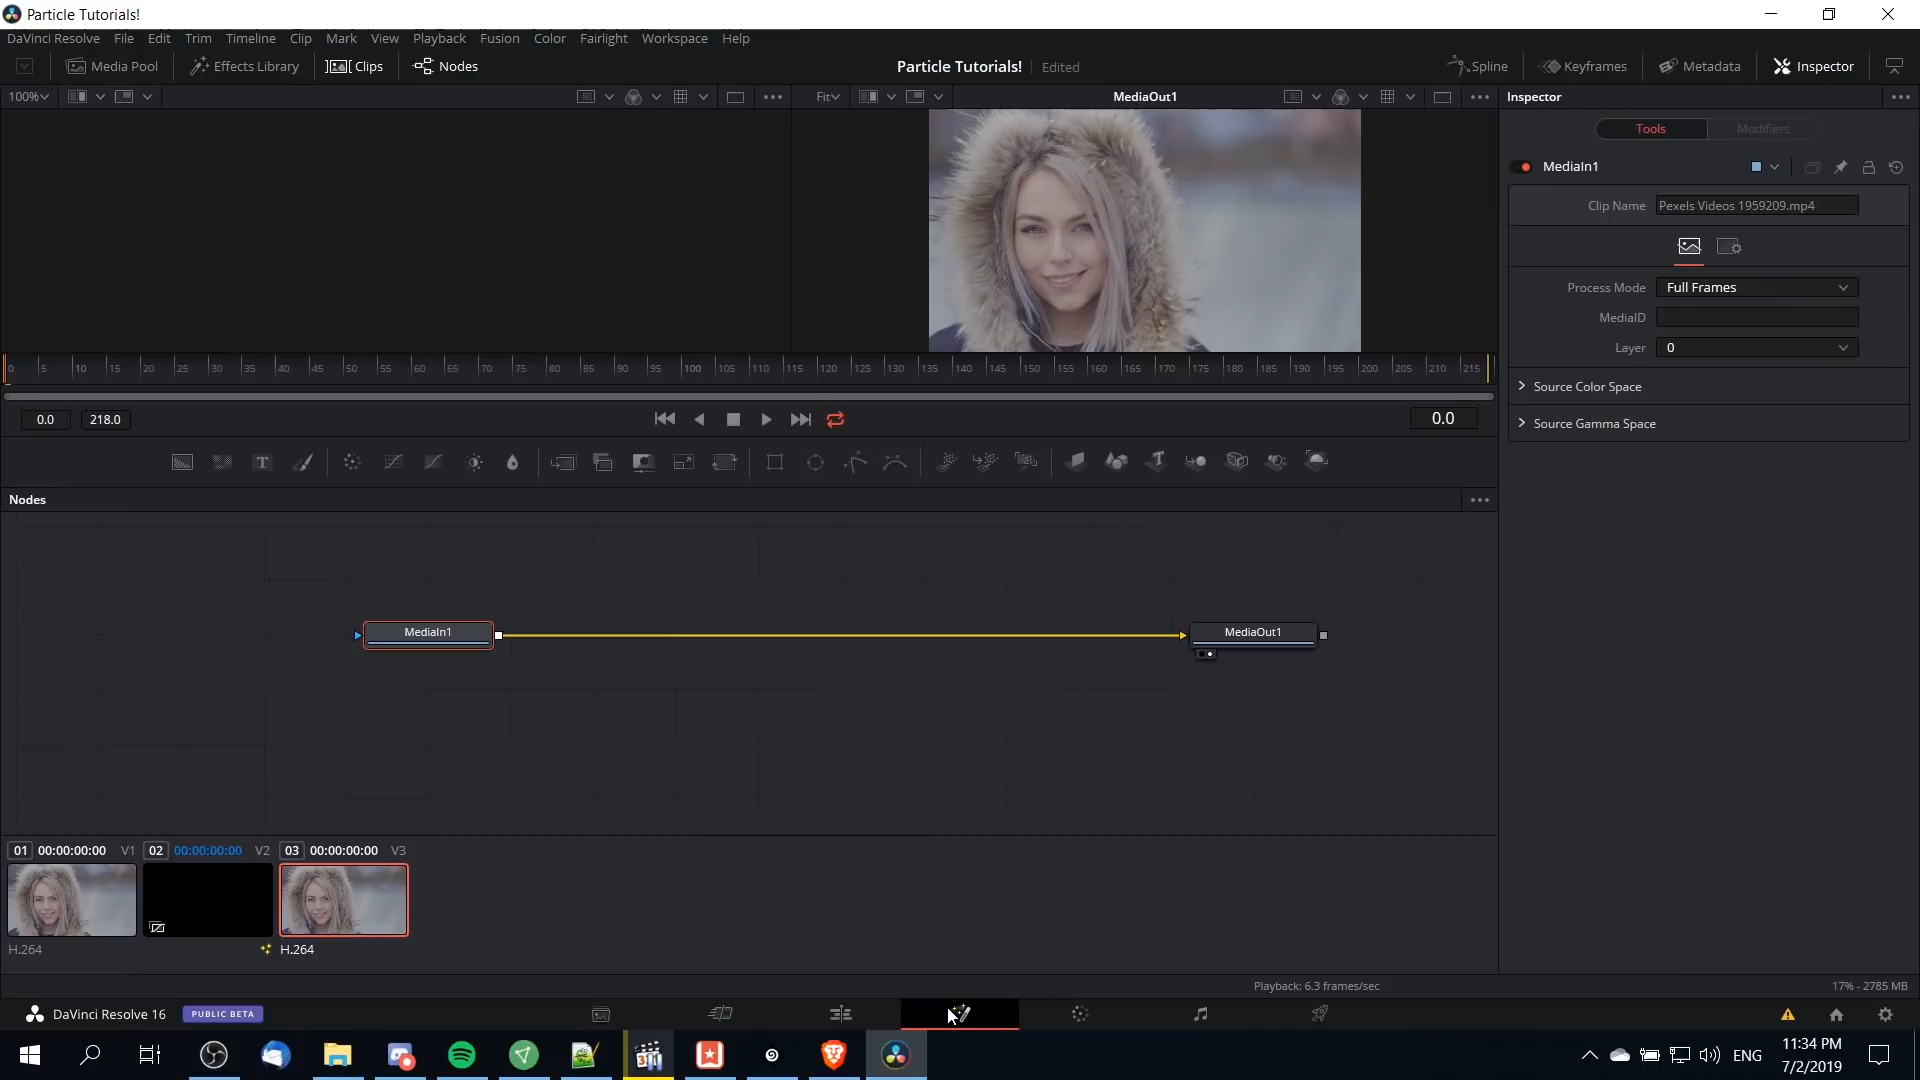 Particle Tutorials!
DaVinci Resolve File Edit Trim Timeline Clip Mark View Playback Fusion Color Fairlight Workspace Help
Media Pool Effects Library Clips Nodes Particle Tutorials! Edited Spline Keyframes Metadata Inspector
100% Fit MediaOut1 Inspector
Tools Modifiers
MediaIn1
Clip Name Pexels Videos 1959209.mp4
Process Mode Full Frames
MediaID
Layer 0
Source Color Space
Source Gamma Space
0 5 10 15 20 25 30 35 40 45 50 55 60 65 70 75 80 85 90 95 100 105 110 115 120 125 130 135 140 145 150 155 160 165 170 175 180 185 190 195 200 205 210 215
0.0 218.0 0.0
T T
Nodes
MediaIn1 MediaOut1
01 00:00:00:00 V1 02 00:00:00:00 V2 03 00:00:00:00 V3
H.264 H.264
Playback: 6.3 frames/sec 17% - 2785 MB
DaVinci Resolve 16 PUBLIC BETA
ENG 11:34 PM
7/2/2019